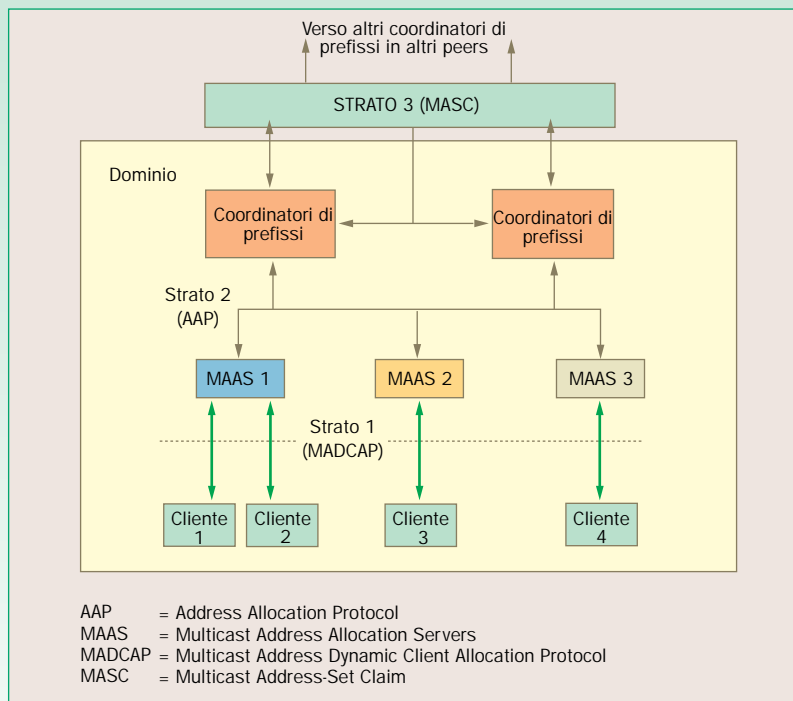 Verso altri coordinatori di
prefissi in altri peers
STRATO 3 (MASC)
Dominio
Coordinatori di
prefissi
Coordinatori di
prefissi
Strato 2
(AAP)
MAAS 1
MAAS 2
MAAS 3
Strato 1
(MADCAP)
Cliente
1
Cliente
2
Cliente
3
Cliente
4
AAP = Address Allocation Protocol
MAAS = Multicast Address Allocation Servers
MADCAP = Multicast Address Dynamic Client Allocation Protocol
MASC = Multicast Address-Set Claim